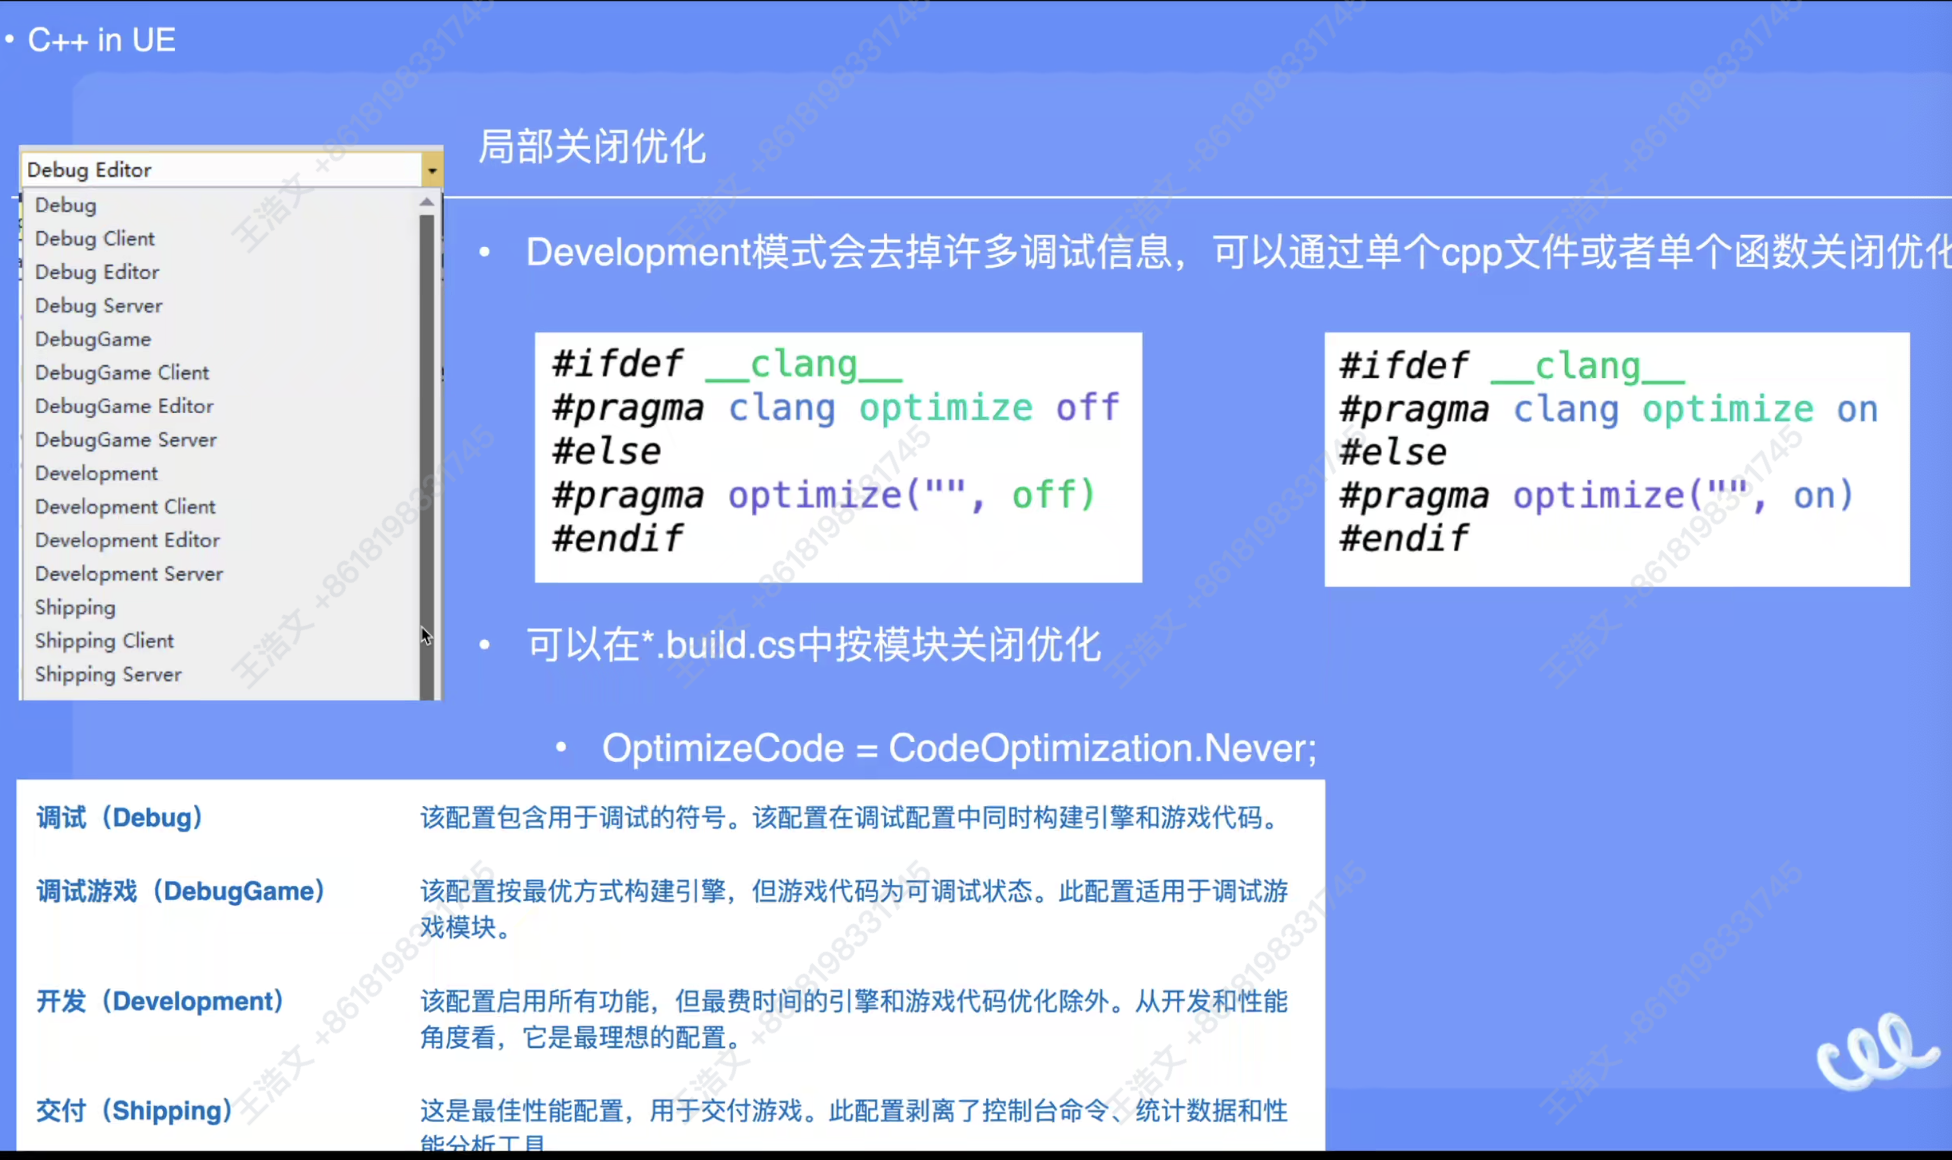 • C++ in UE
局部关闭优化
Debug Editor
Debug
Debug Client
Debug Editor
Debug Server
DebugGame
DebugGame Client
DebugGame Editor
DebugGame Server
Development
Development Client
Development Editor
Development Server
Shipping
Shipping Client
Shipping Server
• Development模式会去掉许多调试信息，可以通过单个cpp文件或者单个函数关闭优化
#ifdef __clang__
#pragma clang optimize off
#else
#pragma optimize("", off)
#endif
#ifdef __clang__
#pragma clang optimize on
#else
#pragma optimize("", on)
#endif
• 可以在*.build.cs中按模块关闭优化
• OptimizeCode = CodeOptimization.Never;
调试（Debug） 该配置包含用于调试的符号。该配置在调试配置中同时构建引擎和游戏代码。
调试游戏（DebugGame） 该配置按最优方式构建引擎，但游戏代码为可调试状态。此配置适用于调试游
戏模块。
开发（Development） 该配置启用所有功能，但最费时间的引擎和游戏代码优化除外。从开发和性能
角度看，它是最理想的配置。
交付（Shipping） 这是最佳性能配置，用于交付游戏。此配置剥离了控制台命令、统计数据和性
能分析工具
王浩文 +8618198331745